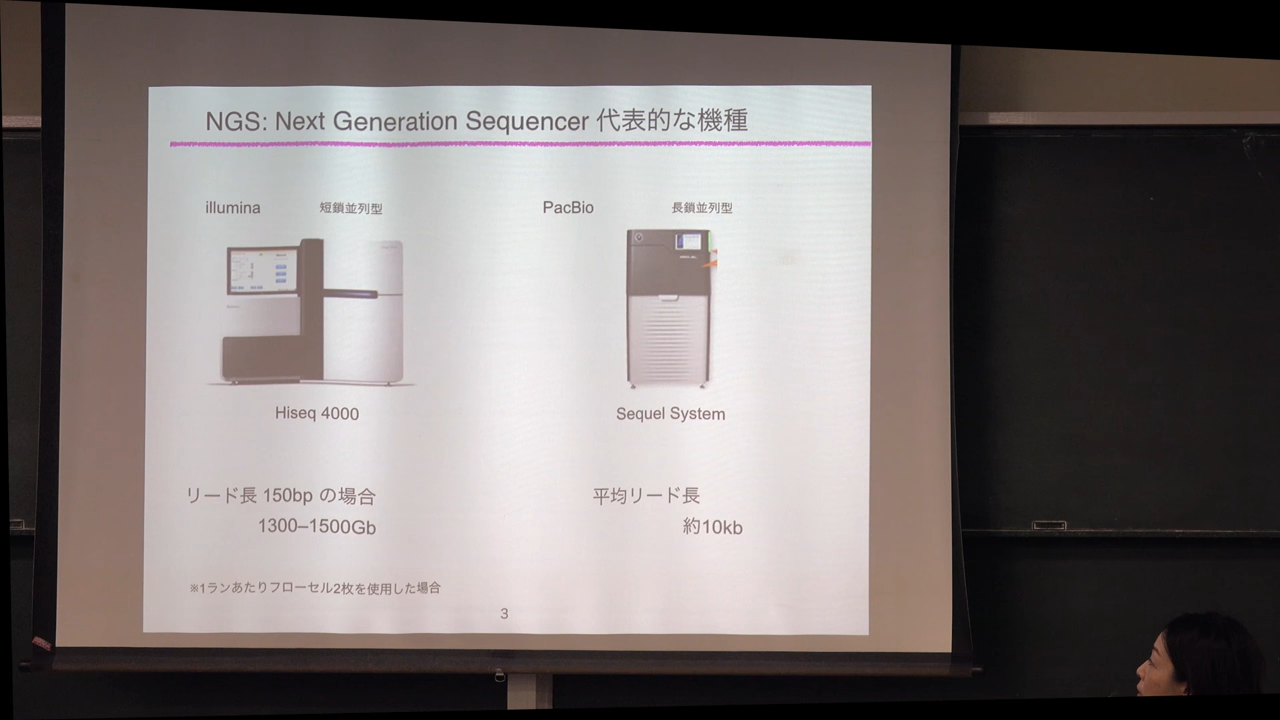 NGS: Next Generation Sequencer 代表的な機種
illumina 短鎖並列型
PacBio 長鎖並列型
Hiseq 4000
Sequel System
リード長 150bp の場合
1300–1500Gb
平均リード長
約10kb
※1ランあたりフローセル2枚を使用した場合
3